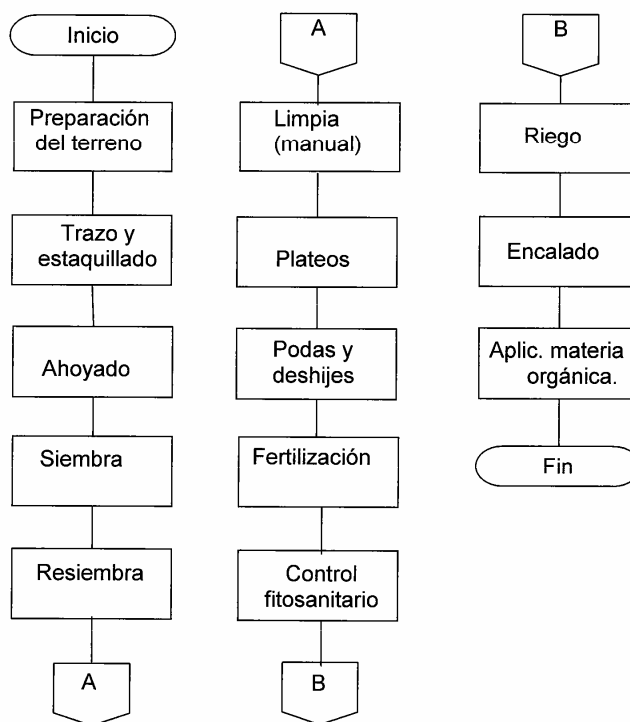 Inicio
Preparación
del terreno
Trazo y
estaquillado
Ahoyado
Siembra
Resiembra
A
A
Limpia
(manual)
Plateos
Podas y
deshijes
Fertilización
Control
fitosanitario
B
B
Riego
Encalado
Aplic. materia
orgánica.
Fin